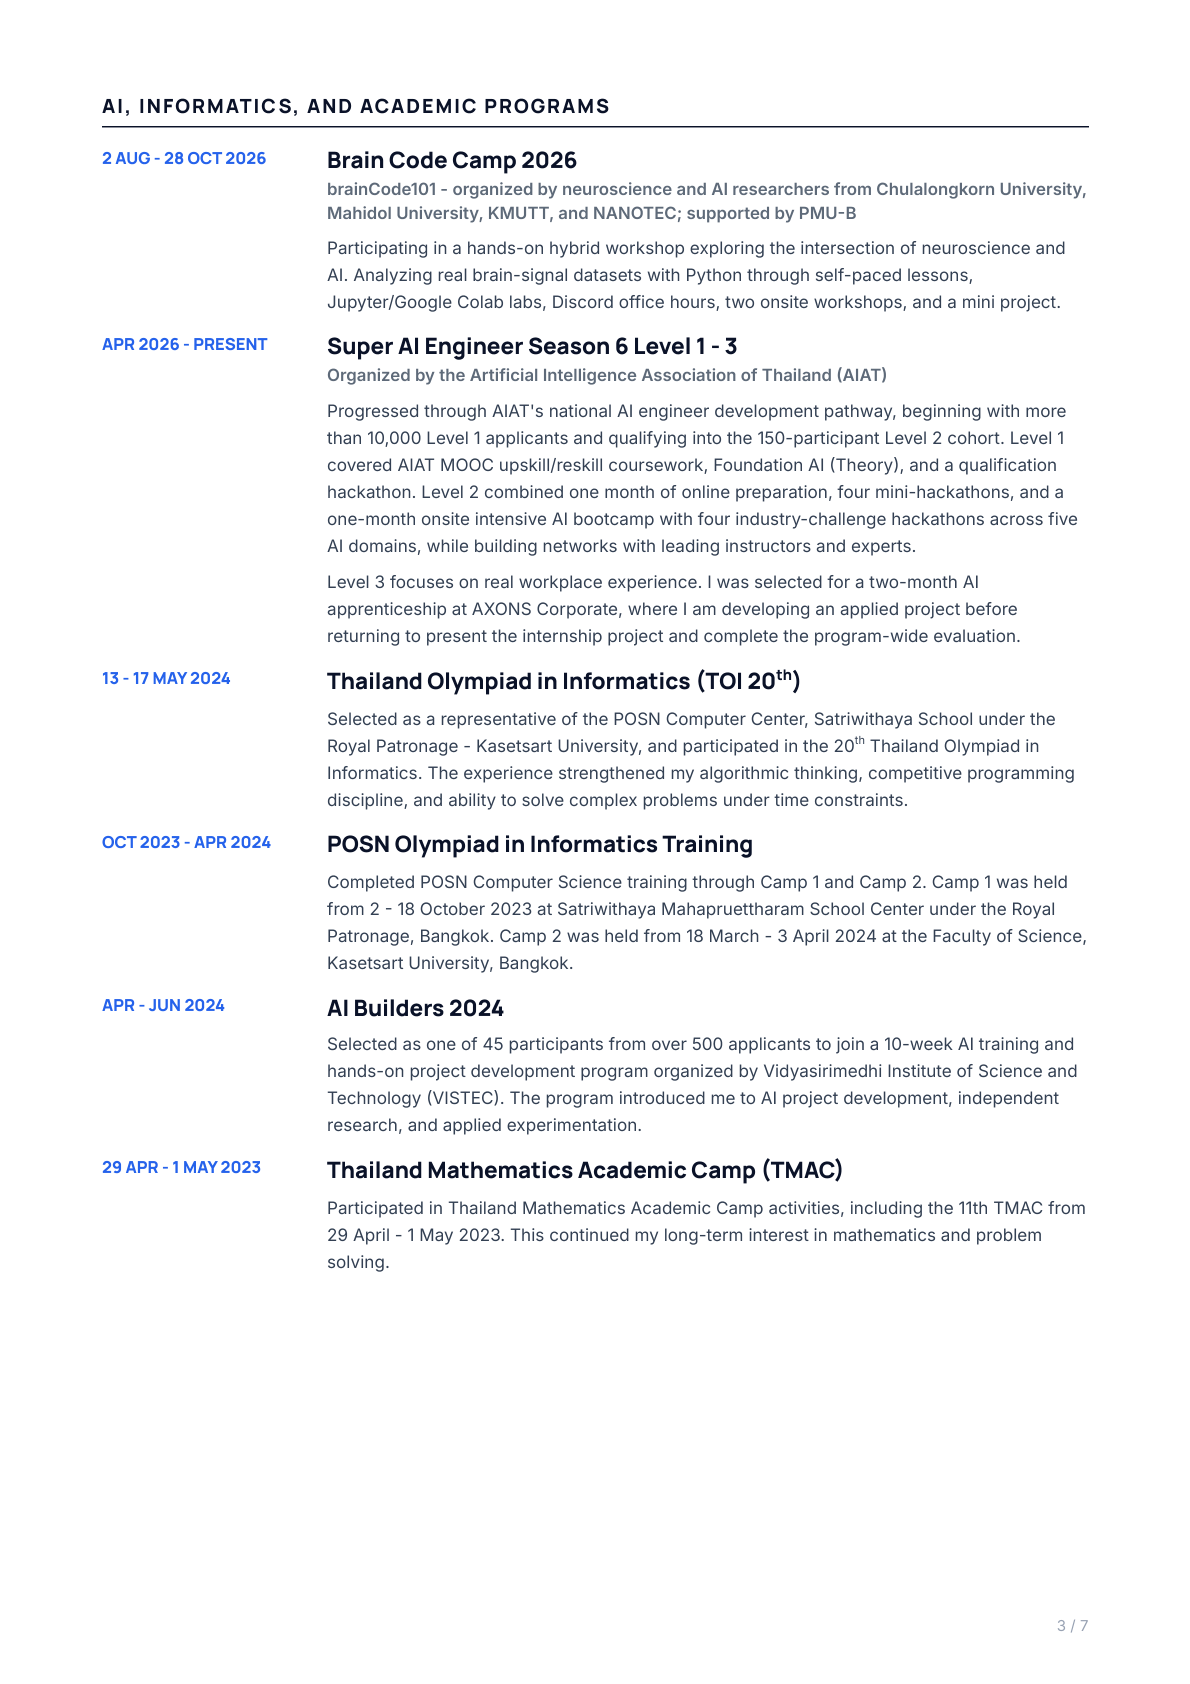 AI, INFORMATICS, AND ACADEMIC PROGRAMS
2 AUG - 28 OCT 2026
Brain Code Camp 2026
brainCode101 - organized by neuroscience and AI researchers from Chulalongkorn University,
Mahidol University, KMUTT, and NANOTEC; supported by PMU-B
Participating in a hands-on hybrid workshop exploring the intersection of neuroscience and
AI. Analyzing real brain-signal datasets with Python through self-paced lessons,
Jupyter/Google Colab labs, Discord office hours, two onsite workshops, and a mini project.
APR 2026 - PRESENT
Super AI Engineer Season 6 Level 1 - 3
Organized by the Artificial Intelligence Association of Thailand (AIAT)
Progressed through AIAT's national AI engineer development pathway, beginning with more
than 10,000 Level 1 applicants and qualifying into the 150-participant Level 2 cohort. Level 1
covered AIAT MOOC upskill/reskill coursework, Foundation AI (Theory), and a qualification
hackathon. Level 2 combined one month of online preparation, four mini-hackathons, and a
one-month onsite intensive AI bootcamp with four industry-challenge hackathons across five
AI domains, while building networks with leading instructors and experts.
Level 3 focuses on real workplace experience. I was selected for a two-month AI
apprenticeship at AXONS Corporate, where I am developing an applied project before
returning to present the internship project and complete the program-wide evaluation.
13 - 17 MAY 2024
Thailand Olympiad in Informatics (TOI 20th)
Selected as a representative of the POSN Computer Center, Satriwithaya School under the
Royal Patronage - Kasetsart University, and participated in the 20th Thailand Olympiad in
Informatics. The experience strengthened my algorithmic thinking, competitive programming
discipline, and ability to solve complex problems under time constraints.
OCT 2023 - APR 2024
POSN Olympiad in Informatics Training
Completed POSN Computer Science training through Camp 1 and Camp 2. Camp 1 was held
from 2 - 18 October 2023 at Satriwithaya Mahapruettharam School Center under the Royal
Patronage, Bangkok. Camp 2 was held from 18 March - 3 April 2024 at the Faculty of Science,
Kasetsart University, Bangkok.
APR - JUN 2024
AI Builders 2024
Selected as one of 45 participants from over 500 applicants to join a 10-week AI training and
hands-on project development program organized by Vidyasirimedhi Institute of Science and
Technology (VISTEC). The program introduced me to AI project development, independent
research, and applied experimentation.
29 APR - 1 MAY 2023
Thailand Mathematics Academic Camp (TMAC)
Participated in Thailand Mathematics Academic Camp activities, including the 11th TMAC from
29 April - 1 May 2023. This continued my long-term interest in mathematics and problem
solving.
3 / 7